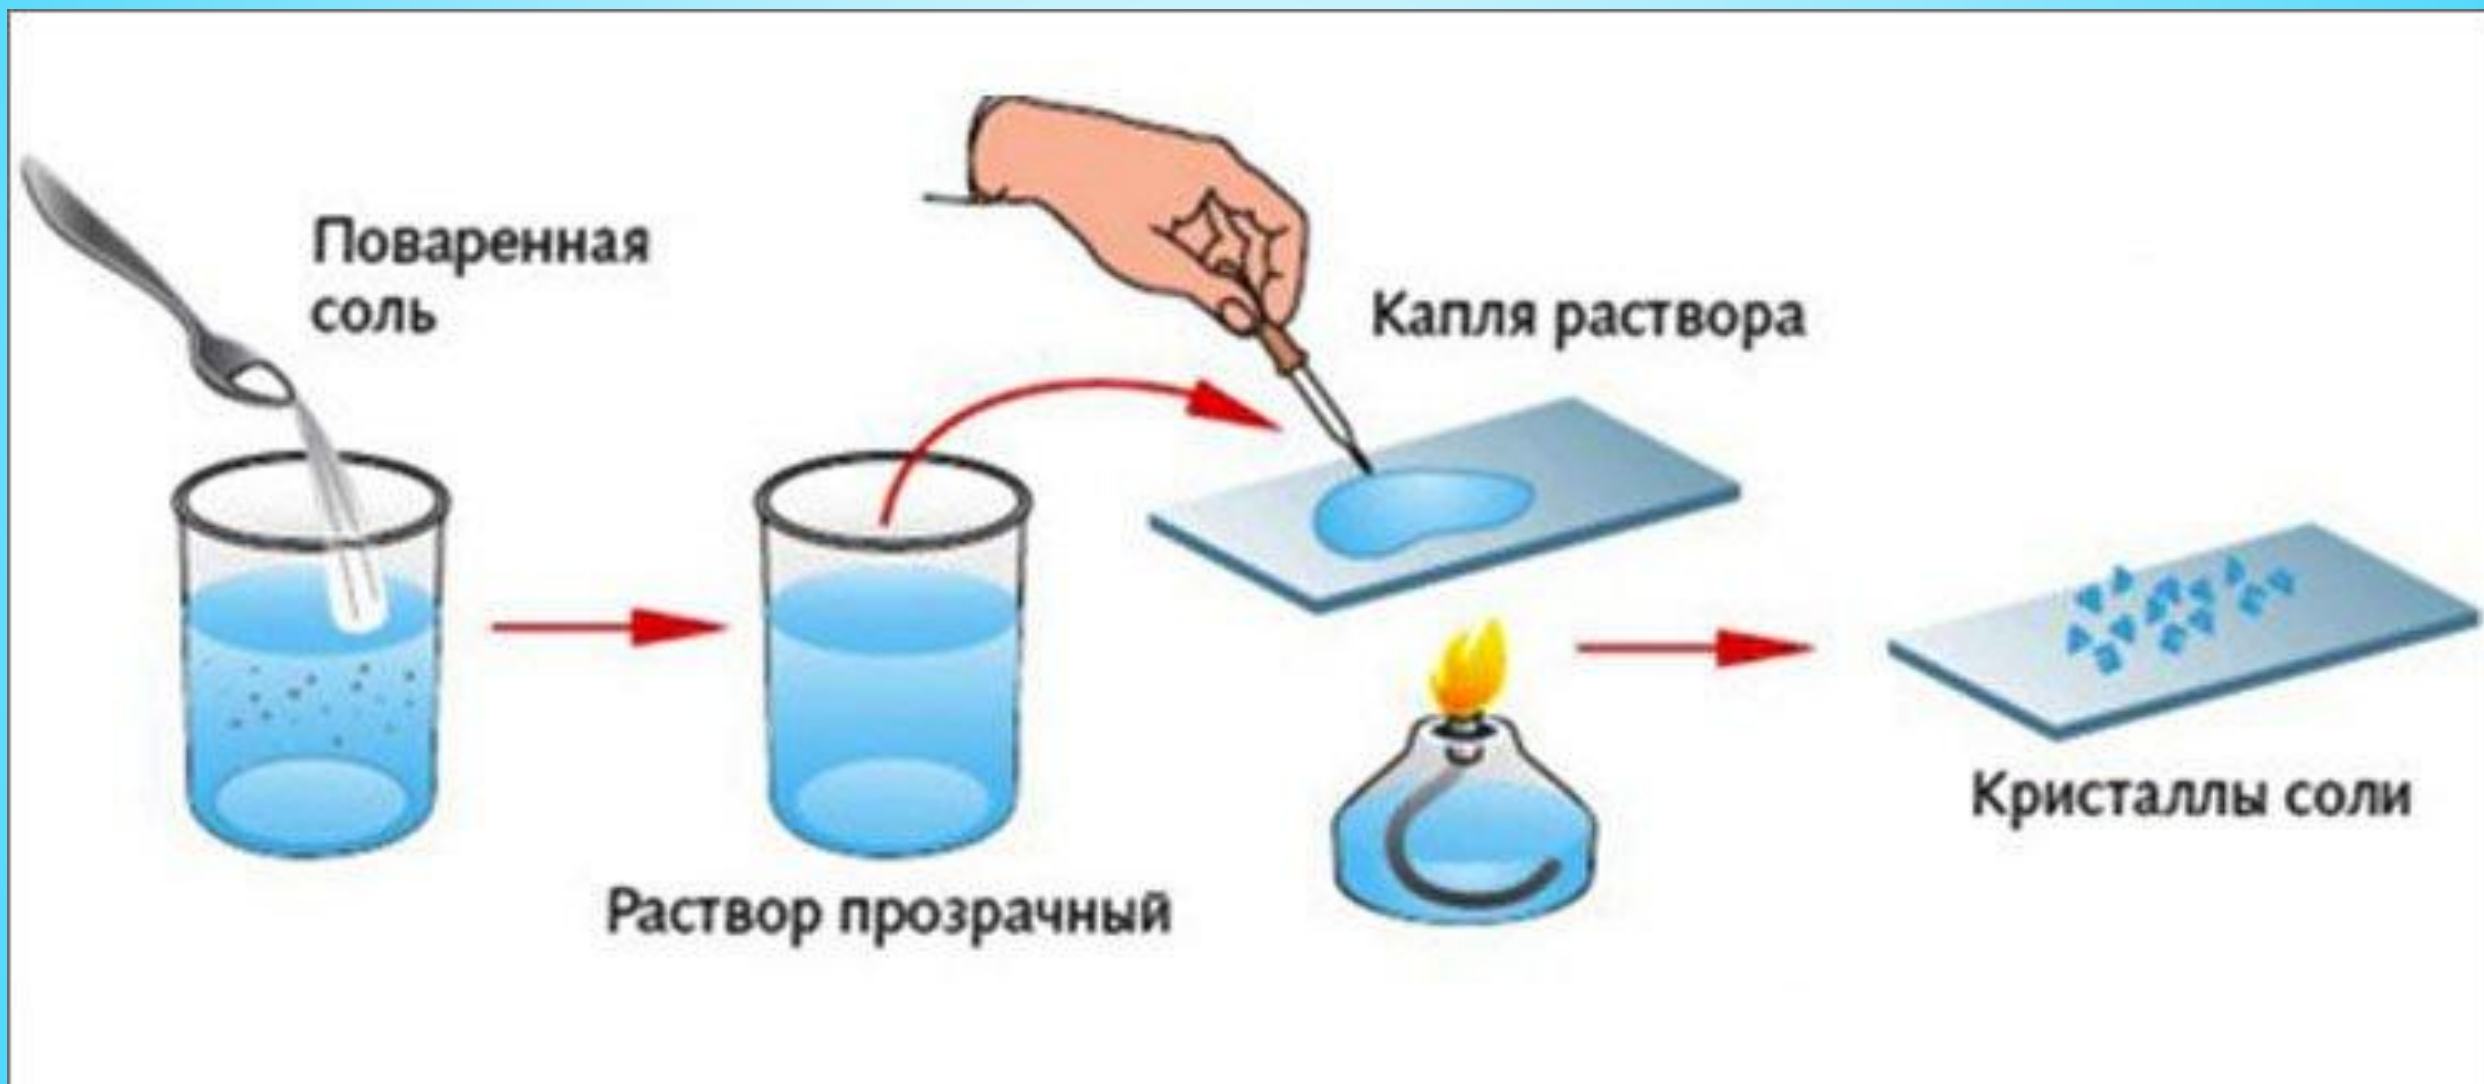 Поваренная
соль
Капля раствора
Раствор прозрачный
Кристаллы соли